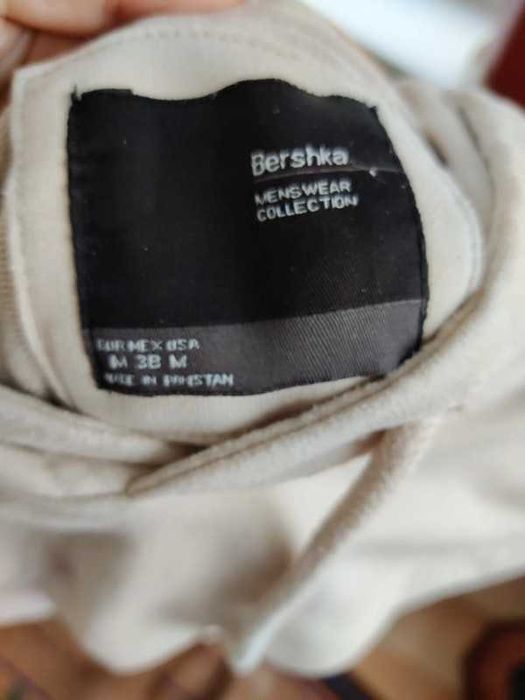 Bershka
MENSWEAR
COLLECTION
EUR MEX USA
M 38 M
MADE IN PAKISTAN